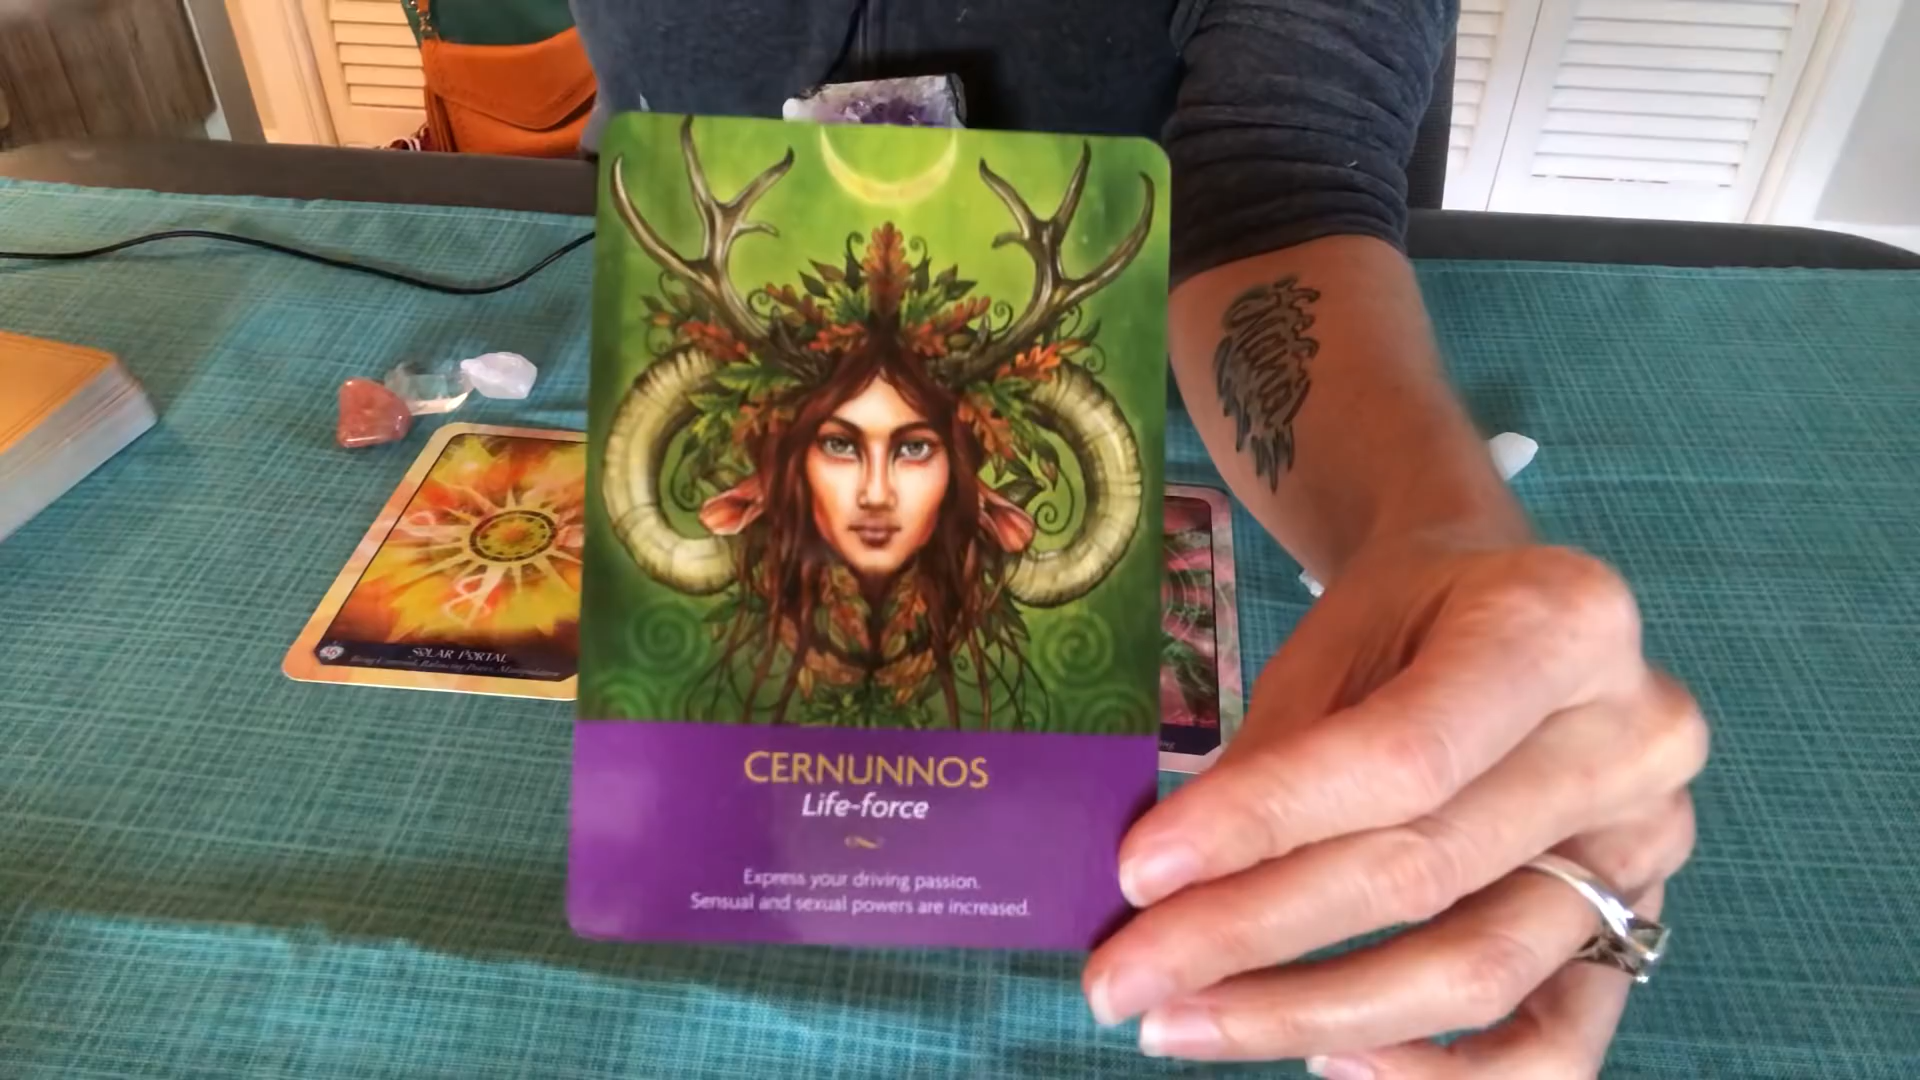 CERNUNNOS
Life-force
Express your driving passion.
Sensual and sexual powers are increased.
SOLAR PORTAL